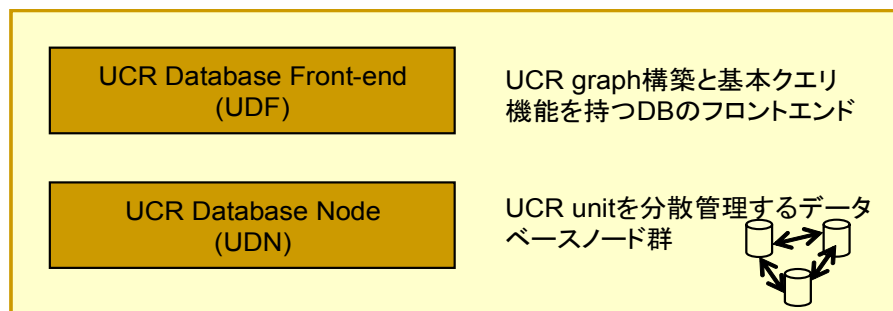 UCR Database Front-end
(UDF)
UCR graph構築と基本クエリ
機能を持つDBのフロントエンド
UCR Database Node
(UDN)
UCR unitを分散管理するデータ
ベースノード群